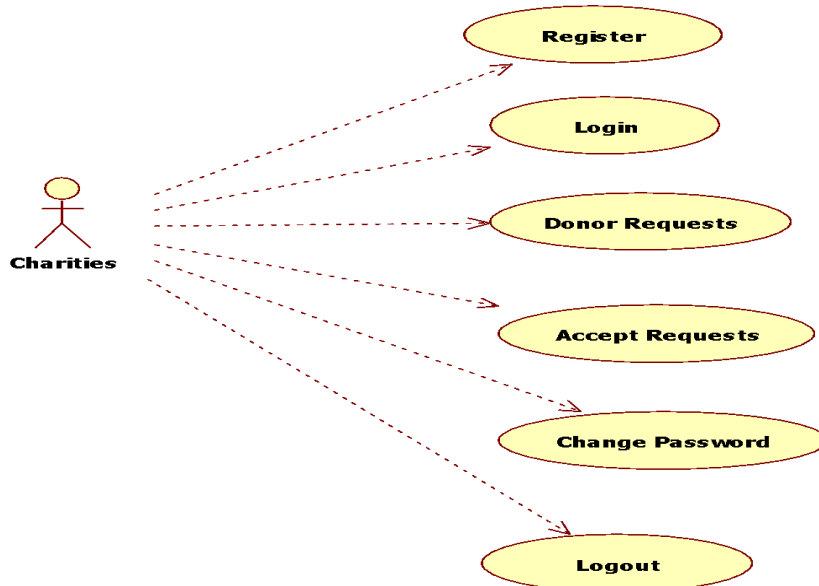 Register
Login
Donor Requests
Charities
Accept Requests
Change Password
Logout